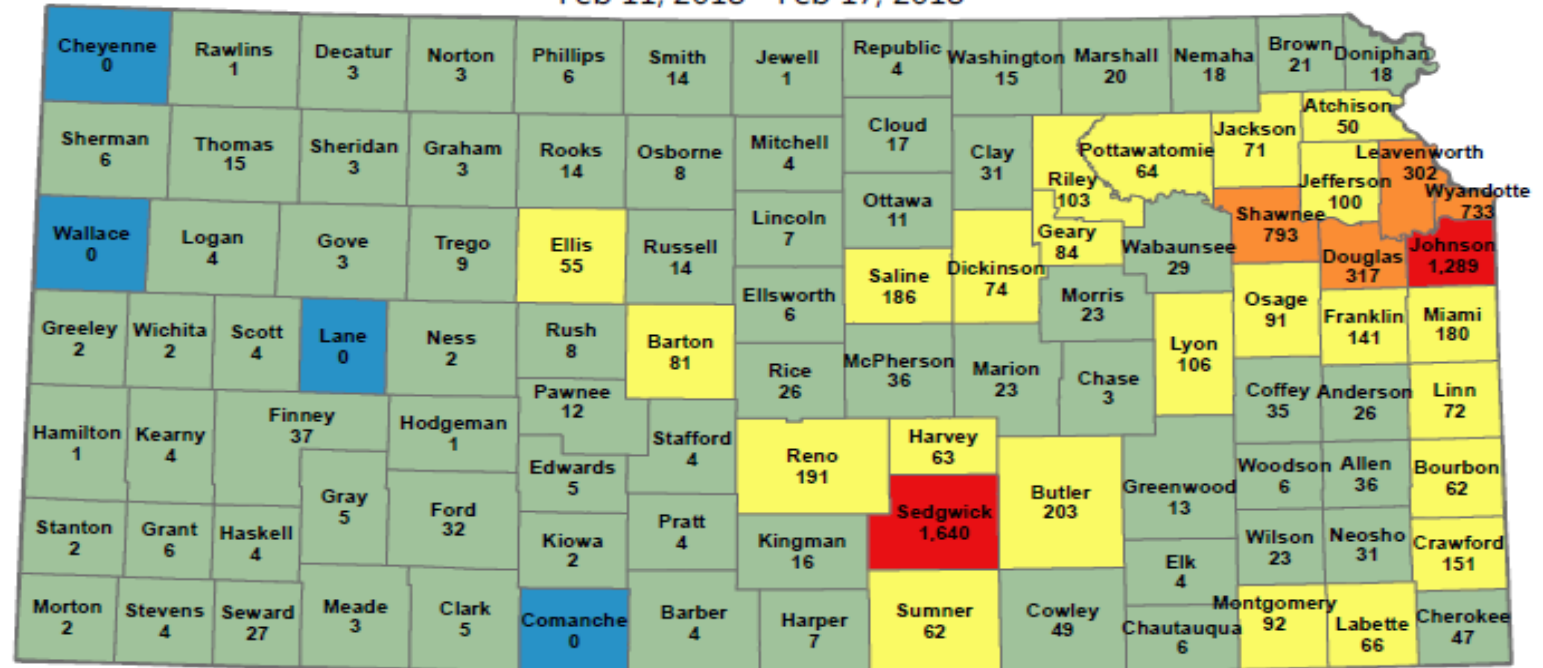 Feb 11, 2018 - Feb 17, 2018
Cheyenne
0
Rawlins
1
Decatur
3
Norton
3
Phillips
6
Smith
14
Jewell
1
Republic
4
Washington
15
Marshall
20
Nemaha
18
Brown
21
Doniphan
18
Sherman
6
Thomas
15
Sheridan
3
Graham
3
Rooks
14
Osborne
8
Mitchell
4
Cloud
17
Clay
31
Riley
103
Pottawatomie
64
Jackson
71
Atchison
50
Jefferson
100
Leavenworth
302
Wyandotte
733
Wallace
0
Logan
4
Gove
3
Trego
9
Ellis
55
Russell
14
Lincoln
7
Ottawa
11
Saline
186
Dickinson
74
Geary
84
Wabaunsee
29
Shawnee
793
Douglas
317
Johnson
1,289
Greeley
2
Wichita
2
Scott
4
Lane
0
Ness
2
Rush
8
Barton
81
Ellsworth
6
Rice
26
McPherson
36
Marion
23
Morris
23
Chase
3
Lyon
106
Osage
91
Franklin
141
Miami
180
Coffey
35
Anderson
26
Linn
72
Hamilton
1
Kearny
4
Finney
37
Hodgeman
1
Pawnee
12
Stafford
4
Edwards
5
Reno
191
Harvey
63
Sedgwick
1,640
Butler
203
Greenwood
13
Woodson
6
Allen
36
Bourbon
62
Stanton
2
Grant
6
Haskell
4
Gray
5
Ford
32
Kiowa
2
Pratt
4
Kingman
16
Elk
4
Wilson
23
Neosho
31
Crawford
151
Morton
2
Stevens
4
Seward
27
Meade
3
Clark
5
Comanche
0
Barber
4
Harper
7
Sumner
62
Cowley
49
Chautauqua
6
Montgomery
92
Labette
66
Cherokee
47